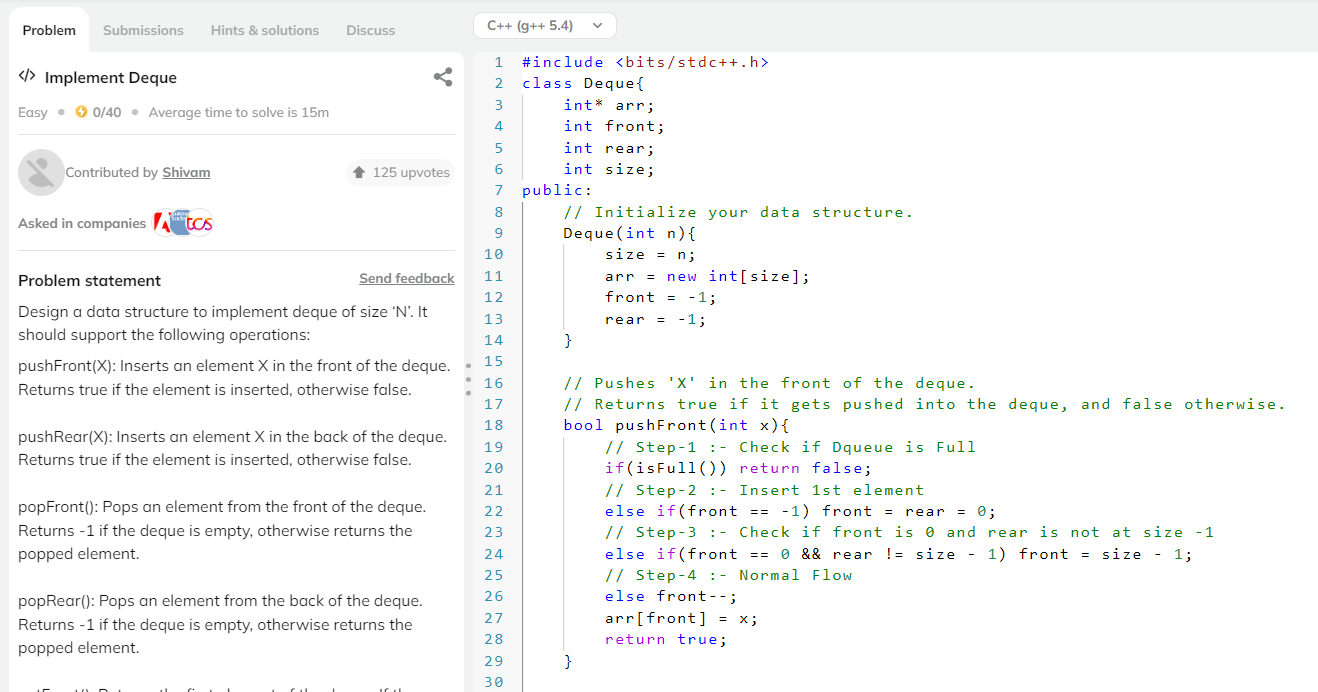 Problem
Submissions
Hints & solutions
Discuss
</> Implement Deque
Easy • 0/40 • Average time to solve is 15m
Contributed by Shivam
125 upvotes
Asked in companies
tcs
Problem statement
Send feedback
Design a data structure to implement deque of size ‘N’. It
should support the following operations:
pushFront(X): Inserts an element X in the front of the deque.
Returns true if the element is inserted, otherwise false.
pushRear(X): Inserts an element X in the back of the deque.
Returns true if the element is inserted, otherwise false.
popFront(): Pops an element from the front of the deque.
Returns -1 if the deque is empty, otherwise returns the
popped element.
popRear(): Pops an element from the back of the deque.
Returns -1 if the deque is empty, otherwise returns the
popped element.
C++ (g++ 5.4)
1 #include <bits/stdc++.h>
2 class Deque{
3     int* arr;
4     int front;
5     int rear;
6     int size;
7 public:
8     // Initialize your data structure.
9     Deque(int n){
10         size = n;
11         arr = new int[size];
12         front = -1;
13         rear = -1;
14     }
15
16     // Pushes 'X' in the front of the deque.
17     // Returns true if it gets pushed into the deque, and false otherwise.
18     bool pushFront(int x){
19         // Step-1 :- Check if Dqueue is Full
20         if(isFull()) return false;
21         // Step-2 :- Insert 1st element
22         else if(front == -1) front = rear = 0;
23         // Step-3 :- Check if front is 0 and rear is not at size -1
24         else if(front == 0 && rear != size - 1) front = size - 1;
25         // Step-4 :- Normal Flow
26         else front--;
27         arr[front] = x;
28         return true;
29     }
30